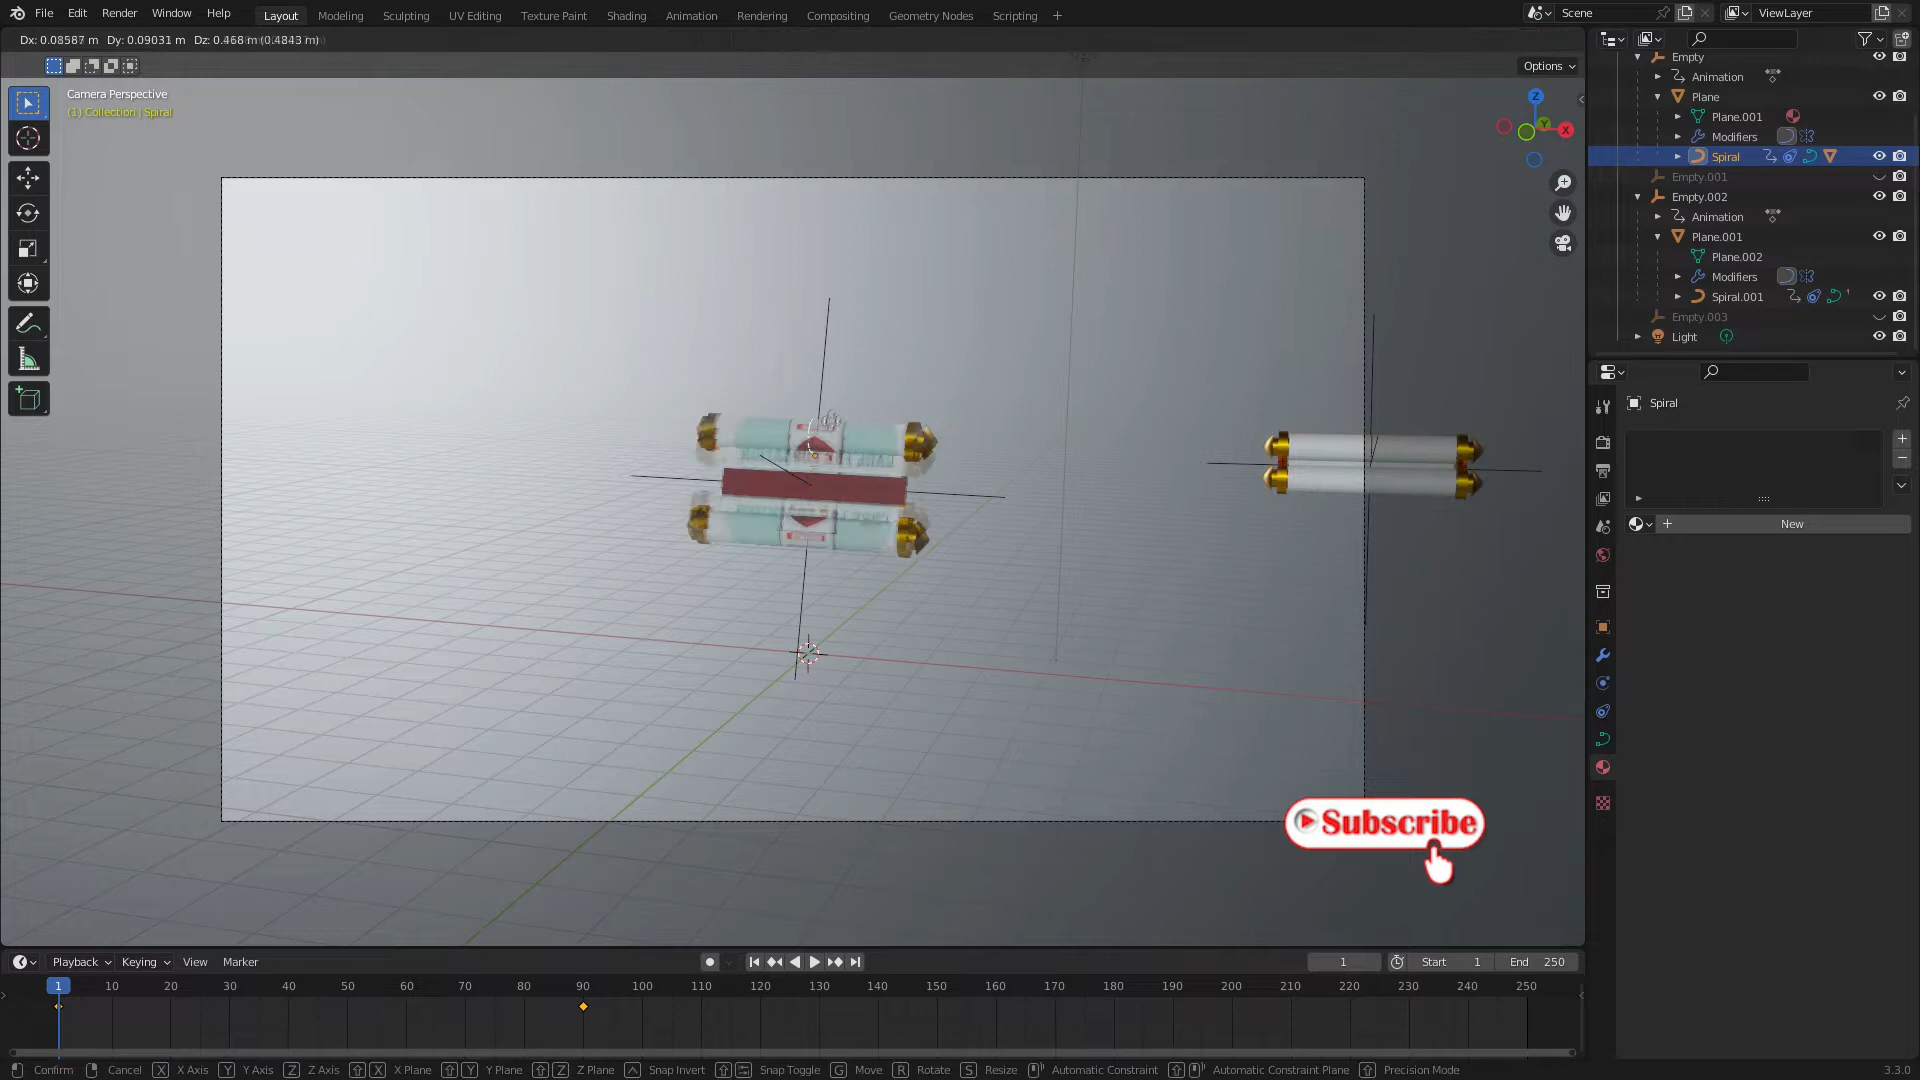 File Edit Render Window Help Layout Modeling Sculpting UV Editing Texture Paint Shading Animation Rendering Compositing Geometry Nodes Scripting Scene ViewLayer
Dx: 0.08587 m Dy: 0.09031 m Dz: 0.468 m (0.4843 m)
Options
Camera Perspective
(1) Collection | Spiral
Z
Y
X
Empty
Animation
Plane
Plane.001
Modifiers
Spiral
Empty.001
Empty.002
Animation
Plane.001
Plane.002
Modifiers
Spiral.001
Empty.003
Light
Spiral
New
Subscribe
Playback Keying View Marker 1 Start 1 End 250
1 10 20 30 40 50 60 70 80 90 100 110 120 130 140 150 160 170 180 190 200 210 220 230 240 250
Confirm Cancel X X Axis Y Y Axis Z Z Axis X X Plane Y Y Plane Z Z Plane Snap Invert Snap Toggle G Move R Rotate S Resize Automatic Constraint Automatic Constraint Plane Precision Mode 3.3.0